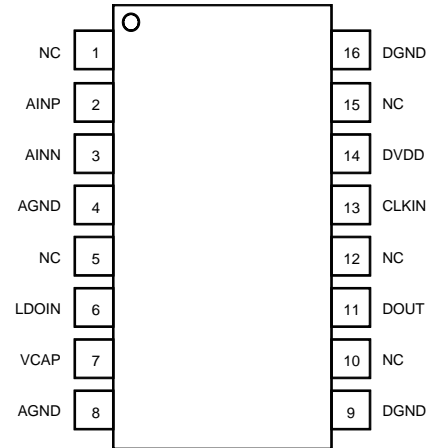 NC 1 16 DGND
AINP 2 15 NC
AINN 3 14 DVDD
AGND 4 13 CLKIN
NC 5 12 NC
LDOIN 6 11 DOUT
VCAP 7 10 NC
AGND 8 9 DGND